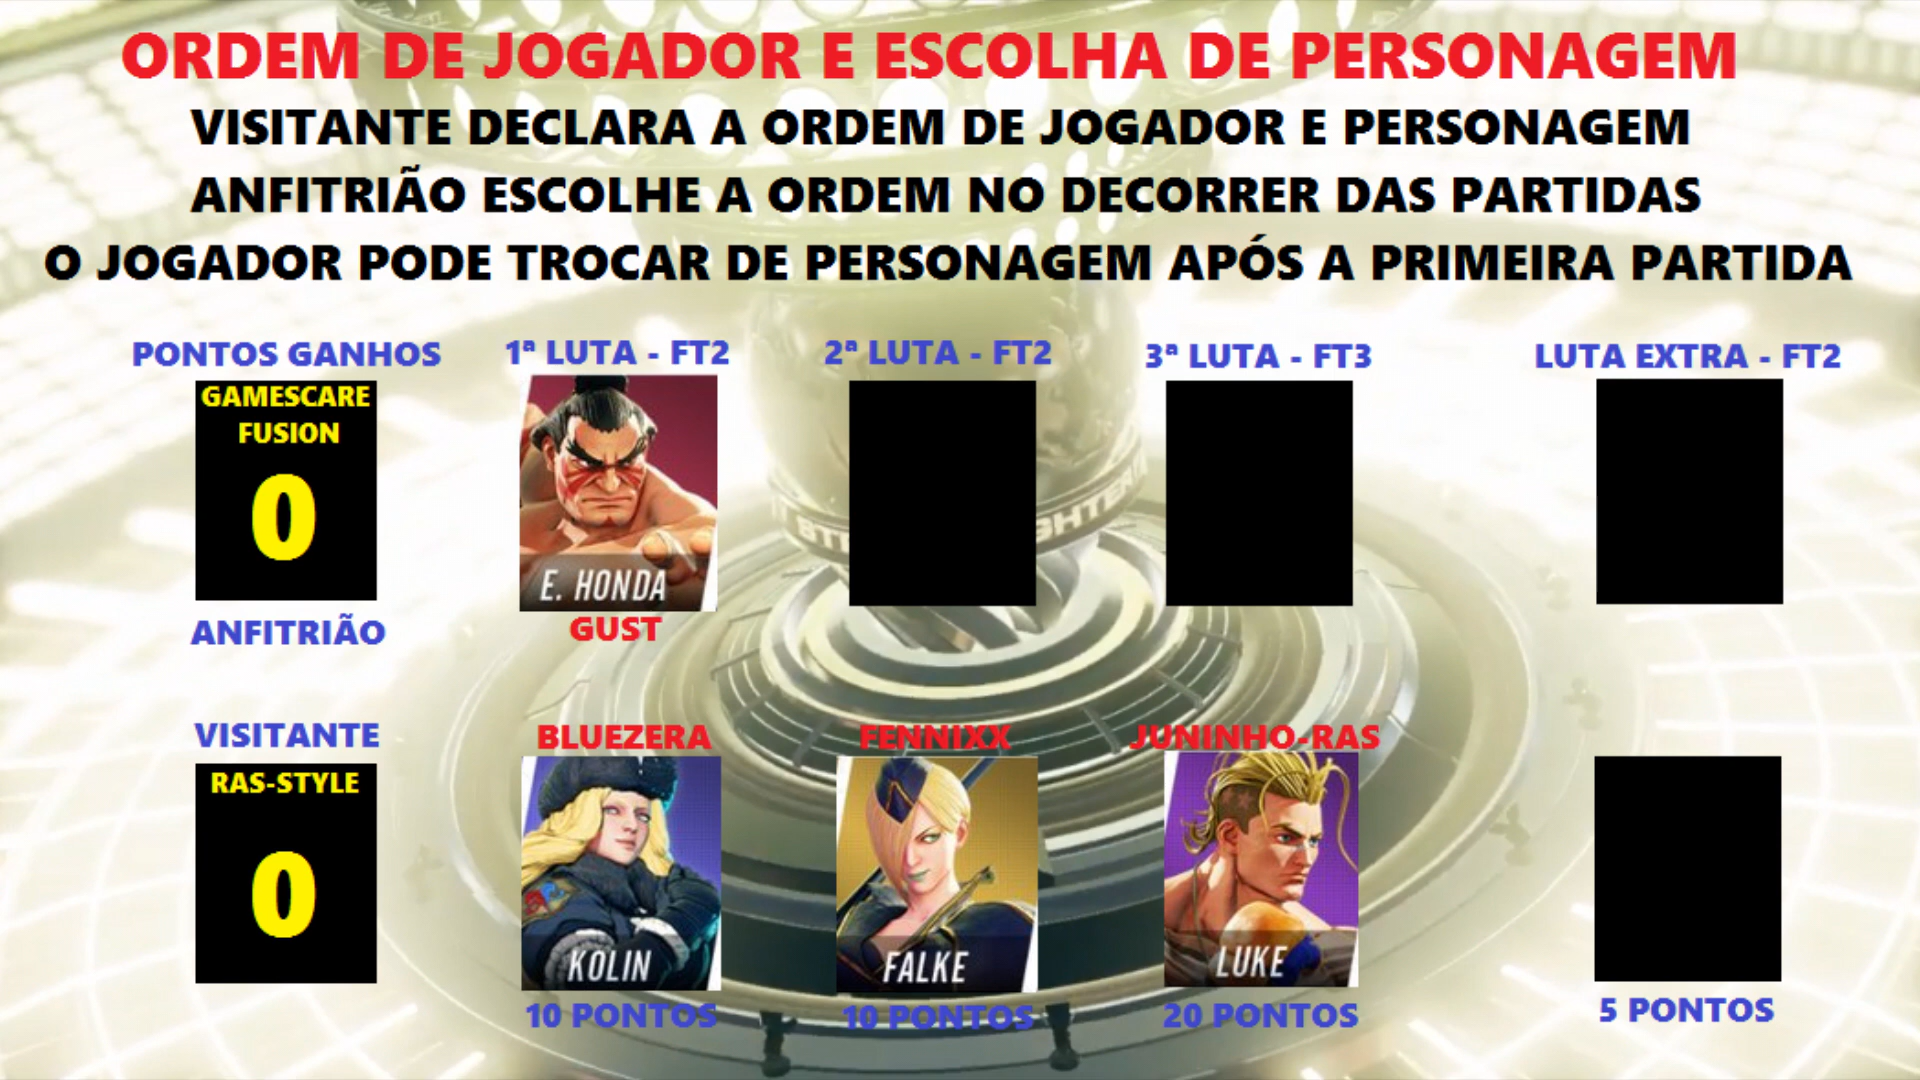 ORDEM DE JOGADOR E ESCOLHA DE PERSONAGEM
VISITANTE DECLARA A ORDEM DE JOGADOR E PERSONAGEM
ANFITRIÃO ESCOLHE A ORDEM NO DECORRER DAS PARTIDAS
O JOGADOR PODE TROCAR DE PERSONAGEM APÓS A PRIMEIRA PARTIDA
PONTOS GANHOS
1ª LUTA - FT2
2ª LUTA - FT2
3ª LUTA - FT3
LUTA EXTRA - FT2
GAMESCARE
FUSION
0
E. HONDA
ANFITRIÃO
GUST
VISITANTE
BLUEZERA
FENNIXX
JUNINHO-RAS
RAS-STYLE
0
KOLIN
FALKE
LUKE
10 PONTOS
10 PONTOS
20 PONTOS
5 PONTOS